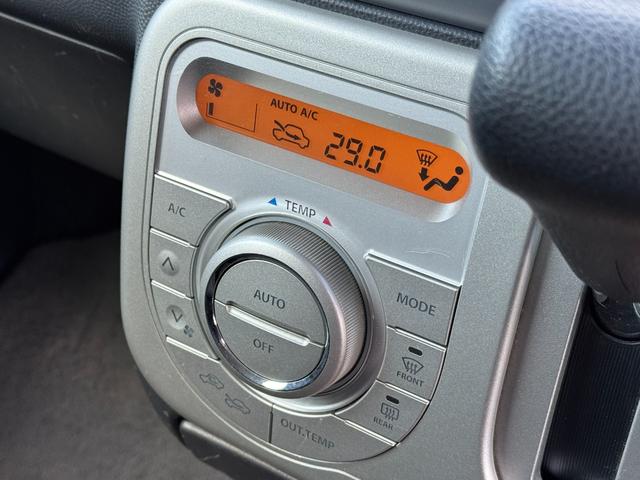 AUTO A/C
29.0
TEMP
A/C
AUTO
OFF
MODE
FRONT
REAR
OUT.TEMP